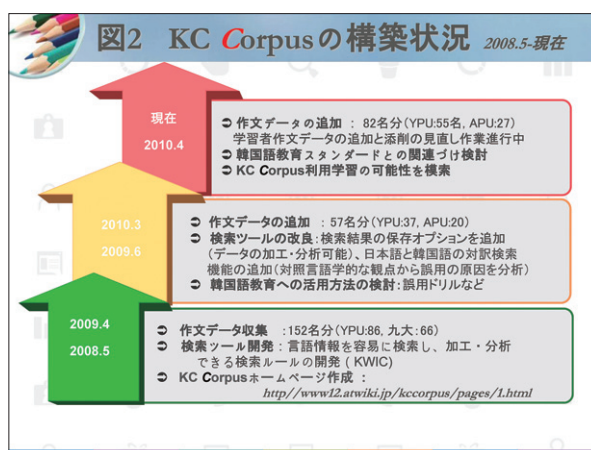 図2 KC Corpusの構築状況 2008.5-現在
現在
2010.4
➲ 作文データの追加 : 82名分(YPU:55名, APU:27)
学習者作文データの追加と添削の見直し作業進行中
➲ 韓国語教育スタンダードとの関連づけ検討
➲ KC Corpus利用学習の可能性を模索
2010.3
2009.6
➲ 作文データの追加 : 57名分(YPU:37, APU:20)
➲ 検索ツールの改良:検索結果の保存オプションを追加
(データの加工・分析可能)、日本語と韓国語の対訳検索
機能の追加(対照言語学的な観点から誤用の原因を分析)
➲ 韓国語教育への活用方法の検討:誤用ドリルなど
2009.4
2008.5
➲ 作文データ収集 :152名分(YPU:86, 九大:66)
➲ 検索ツール開発:言語情報を容易に検索し、加工・分析
できる検索ルールの開発 ( KWIC)
➲ KC Corpusホームページ作成 :
http//www12.atwiki.jp/kccorpus/pages/1.html